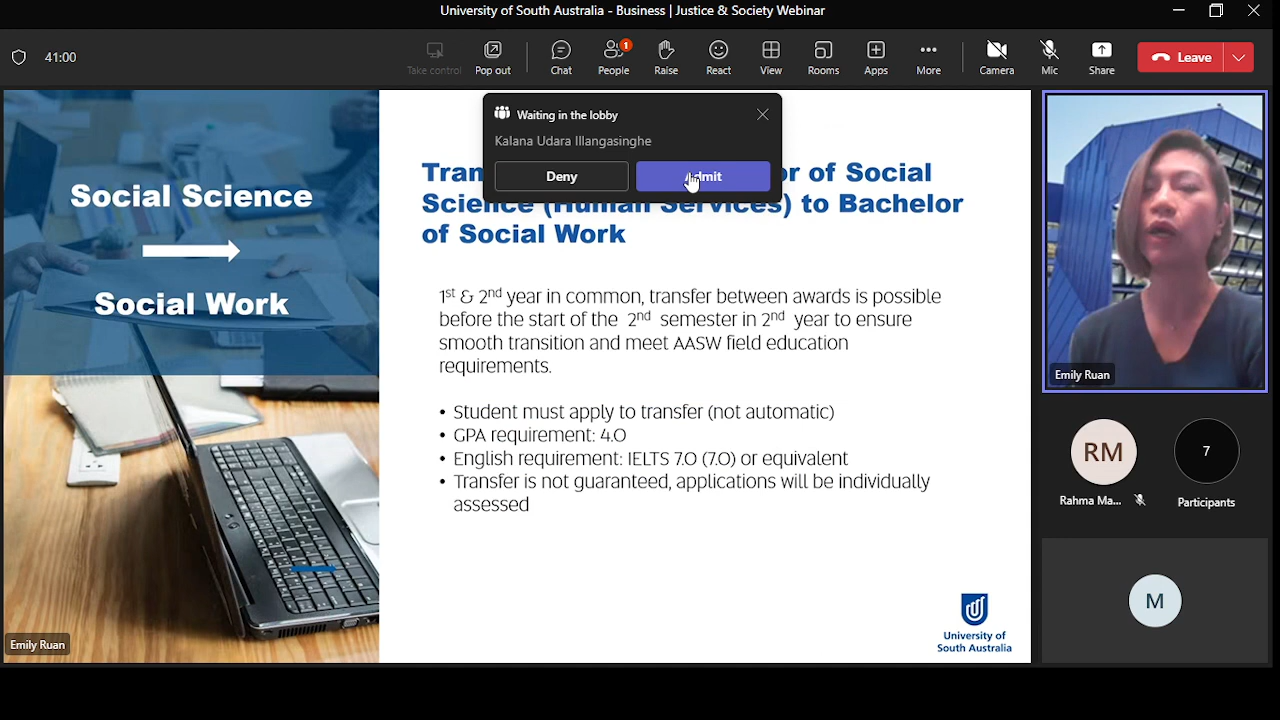 University of South Australia - Business | Justice & Society Webinar
41:00
Take control
Pop out
Chat
1
People
Raise
React
View
Rooms
Apps
More
Camera
Mic
Share
Leave
Waiting in the lobby
Kalana Udara Illangasinghe
Deny
Admit
Social Science
Social Work
or of Social
Science (Human Services) to Bachelor
of Social Work
1st & 2nd year in common, transfer between awards is possible
before the start of the 2nd semester in 2nd year to ensure
smooth transition and meet AASW field education
requirements.
• Student must apply to transfer (not automatic)
• GPA requirement: 4.0
• English requirement: IELTS 7.0 (7.0) or equivalent
• Transfer is not guaranteed, applications will be individually
assessed
University of
South Australia
Emily Ruan
Emily Ruan
RM
Rahma Ma...
7
Participants
M